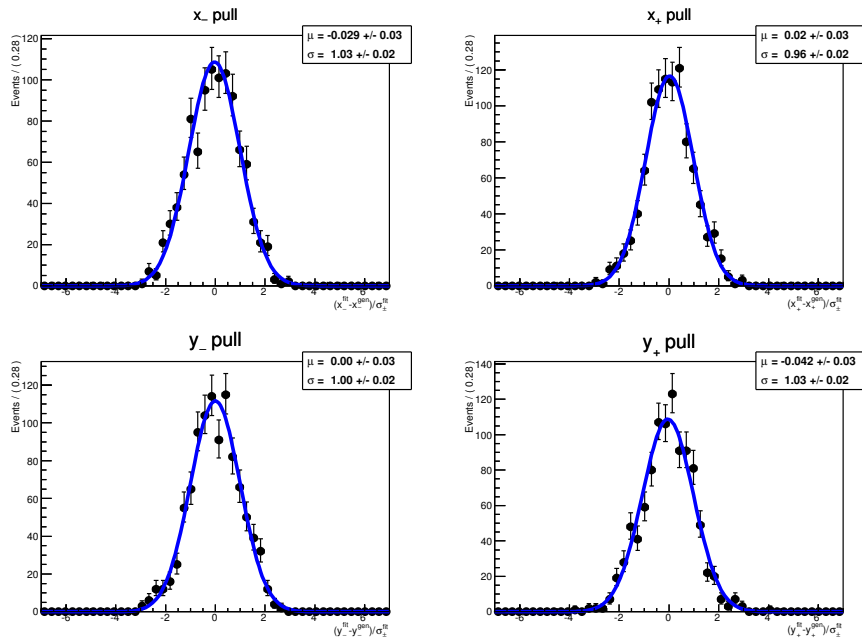 x_ pull
μ = -0.029 +/- 0.03
σ = 1.03 +/- 0.02
Events / ( 0.28 )
120
100
80
60
40
20
0
-6 -4 -2 0 2 4 6
(x_^fit-x_^gen)/σ±^fit
x+ pull
μ = 0.02 +/- 0.03
σ = 0.96 +/- 0.02
Events / ( 0.28 )
120
100
80
60
40
20
0
-6 -4 -2 0 2 4 6
(x+^fit-x+^gen)/σ±^fit
y_ pull
μ = 0.00 +/- 0.03
σ = 1.00 +/- 0.02
Events / ( 0.28 )
120
100
80
60
40
20
0
-6 -4 -2 0 2 4 6
(y_^fit-y_^gen)/σ±^fit
y+ pull
μ = -0.042 +/- 0.03
σ = 1.03 +/- 0.02
Events / ( 0.28 )
140
120
100
80
60
40
20
0
-6 -4 -2 0 2 4 6
(y+^fit-y+^gen)/σ±^fit